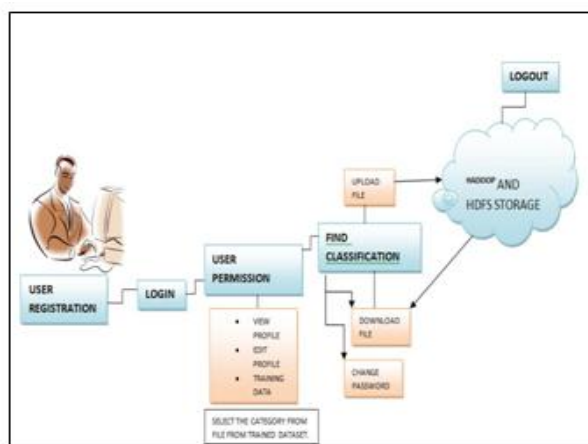 LOGOUT
HADOOP AND
HDFS STORAGE
UPLOAD
FILE
FIND
CLASSIFICATION
USER
PERMISSION
LOGIN
USER
REGISTRATION
• VIEW
PROFILE
• EDIT
PROFILE
• TRAINING
DATA
DOWNLOAD
FILE
CHANGE
PASSWORD
SELECT THE CATEGORY FROM
FILE FROM TRAINED DATASET.